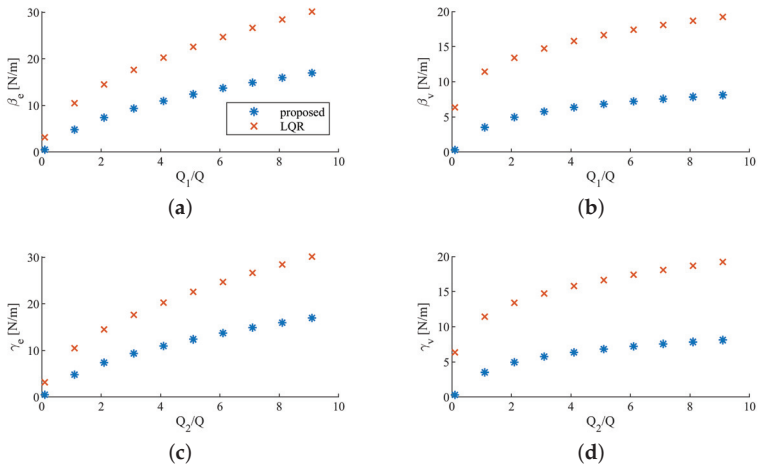 β_e [N/m]
30
20
10
0
0 2 4 6 8 10
Q_1/Q
proposed
LQR
(a)
β_v [N/m]
20
15
10
5
0
0 2 4 6 8 10
Q_1/Q
(b)
γ_e [N/m]
30
20
10
0
0 2 4 6 8 10
Q_2/Q
(c)
γ_v [N/m]
20
15
10
5
0
0 2 4 6 8 10
Q_2/Q
(d)